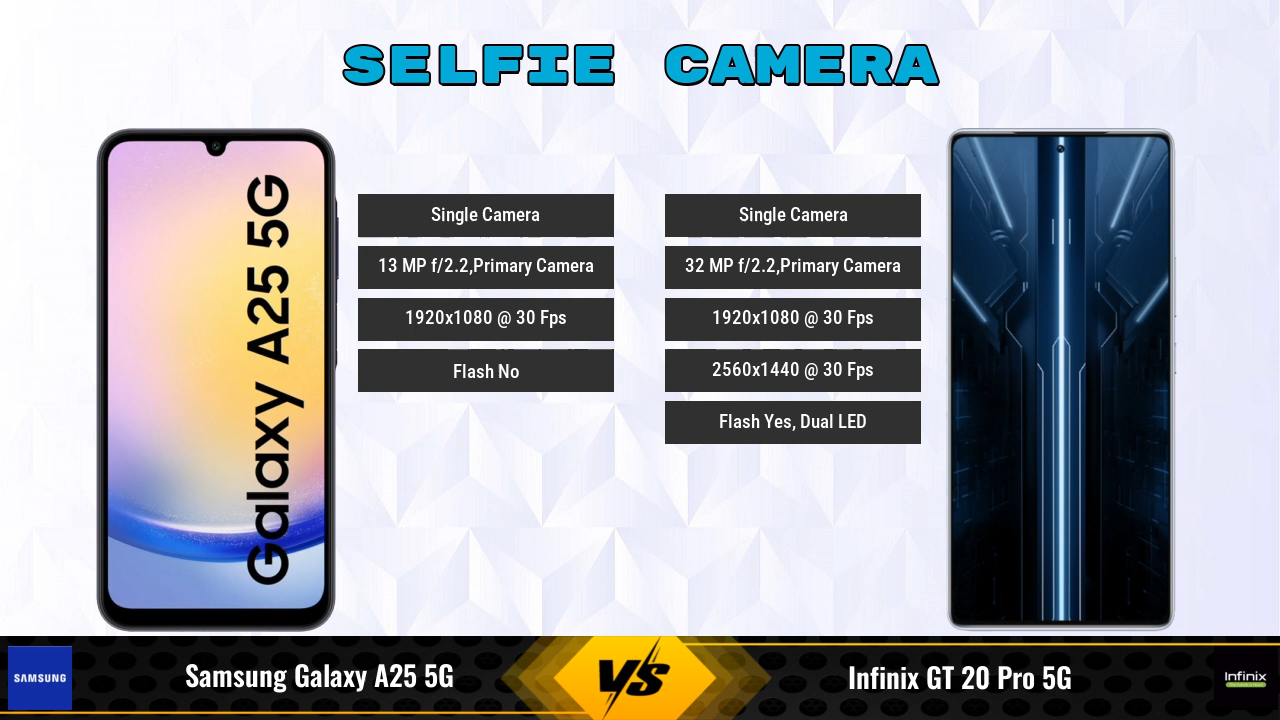 SELFIE CAMERA
Galaxy A25 5G
Single Camera
13 MP f/2.2,Primary Camera
1920x1080 @ 30 Fps
Flash No
Single Camera
32 MP f/2.2,Primary Camera
1920x1080 @ 30 Fps
2560x1440 @ 30 Fps
Flash Yes, Dual LED
SAMSUNG
Samsung Galaxy A25 5G
VS
Infinix GT 20 Pro 5G
Infinix